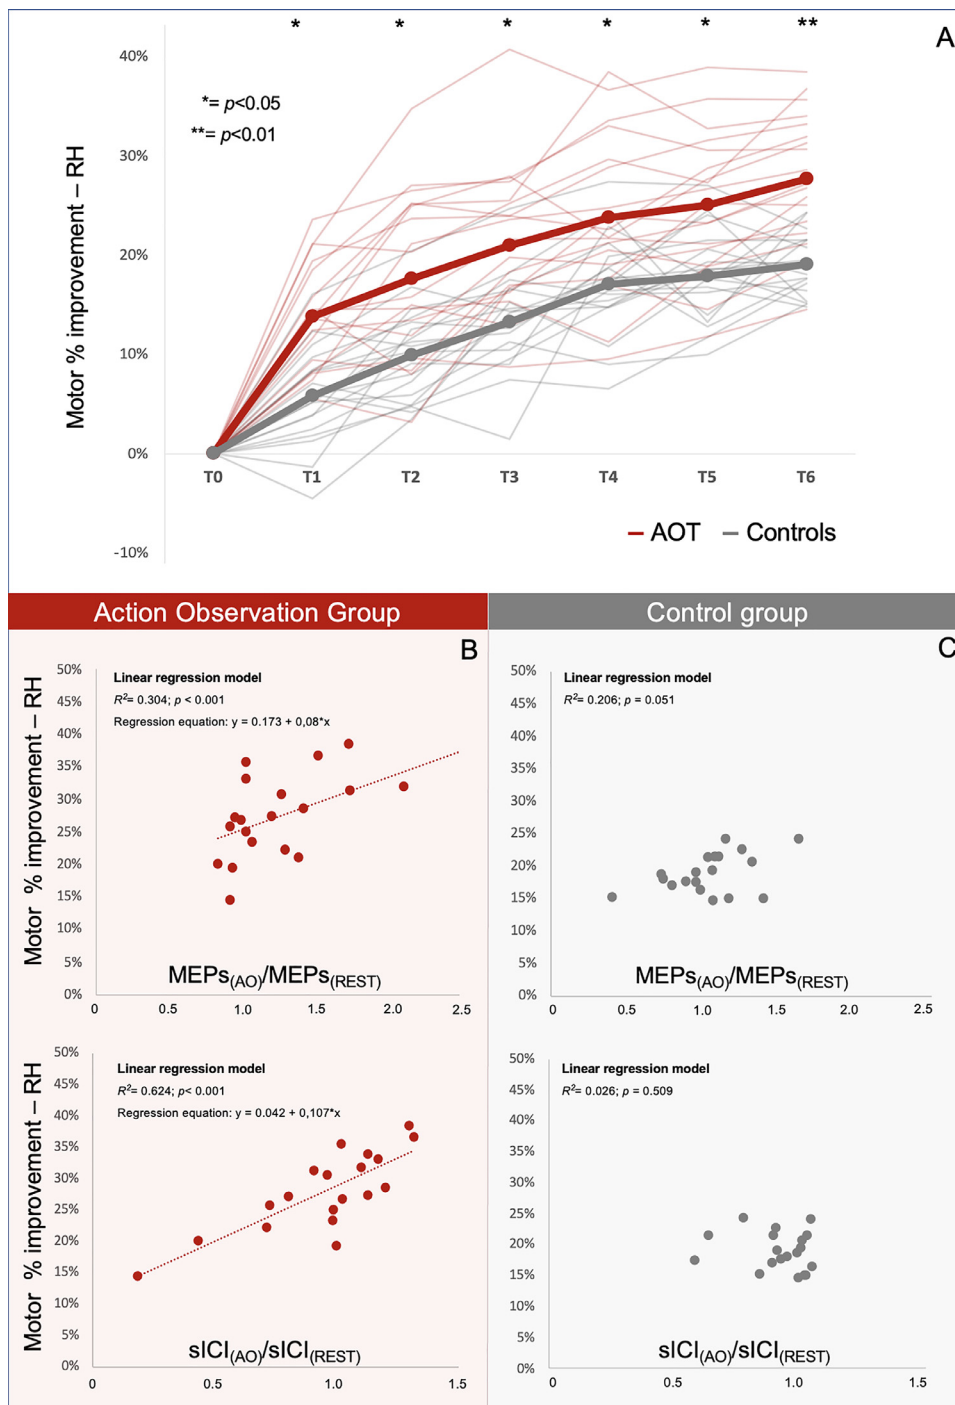 * * * * * **
A
40%
*= p<0.05
**= p<0.01
30%
20%
10%
0%
-10%
Motor % improvement – RH
T0 T1 T2 T3 T4 T5 T6
AOT Controls
Action Observation Group
B
50%
45%
40%
35%
30%
25%
20%
15%
10%
5%
0%
Motor % improvement – RH
Linear regression model
R²= 0.304; p < 0.001
Regression equation: y = 0.173 + 0,08*x
MEPs(AO)/MEPs(REST)
0 0.5 1.0 1.5 2.0 2.5
50%
45%
40%
35%
30%
25%
20%
15%
10%
5%
0%
Motor % improvement – RH
Linear regression model
R²= 0.624; p< 0.001
Regression equation: y = 0.042 + 0,107*x
sICI(AO)/sICI(REST)
0 0.5 1.0 1.5
Control group
C
50%
45%
40%
35%
30%
25%
20%
15%
10%
5%
0%
Linear regression model
R²= 0.206; p = 0.051
MEPs(AO)/MEPs(REST)
0 0.5 1.0 1.5 2.0 2.5
50%
45%
40%
35%
30%
25%
20%
15%
10%
5%
0%
Linear regression model
R²= 0.026; p = 0.509
sICI(AO)/sICI(REST)
0 0.5 1.0 1.5